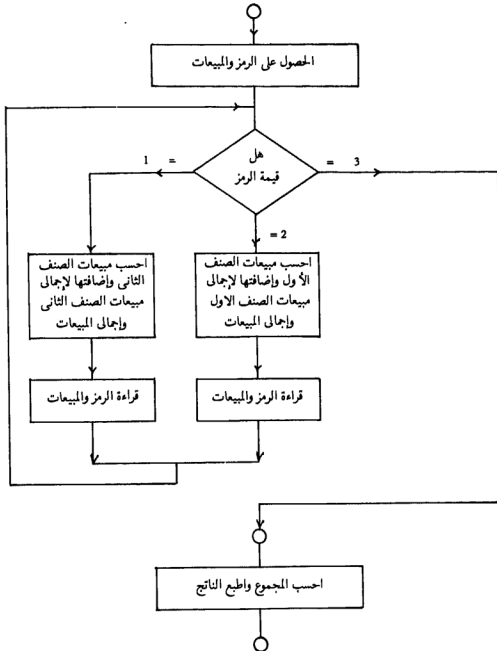 الحصول على الرمز والمبيعات
هل
قيمة الرمز
= 3
1 =
= 2
احسب مبيعات الصنف
الأول وإضافتها لإجمالى
مبيعات الصنف الاول
وإجمالى المبيعات
احسب مبيعات الصنف
الثانى وإضافتها لإجمالى
مبيعات الصنف الثانى
وإجمالى المبيعات
قراءة الرمز والمبيعات
قراءة الرمز والمبيعات
احسب المجموع واطبع الناتج